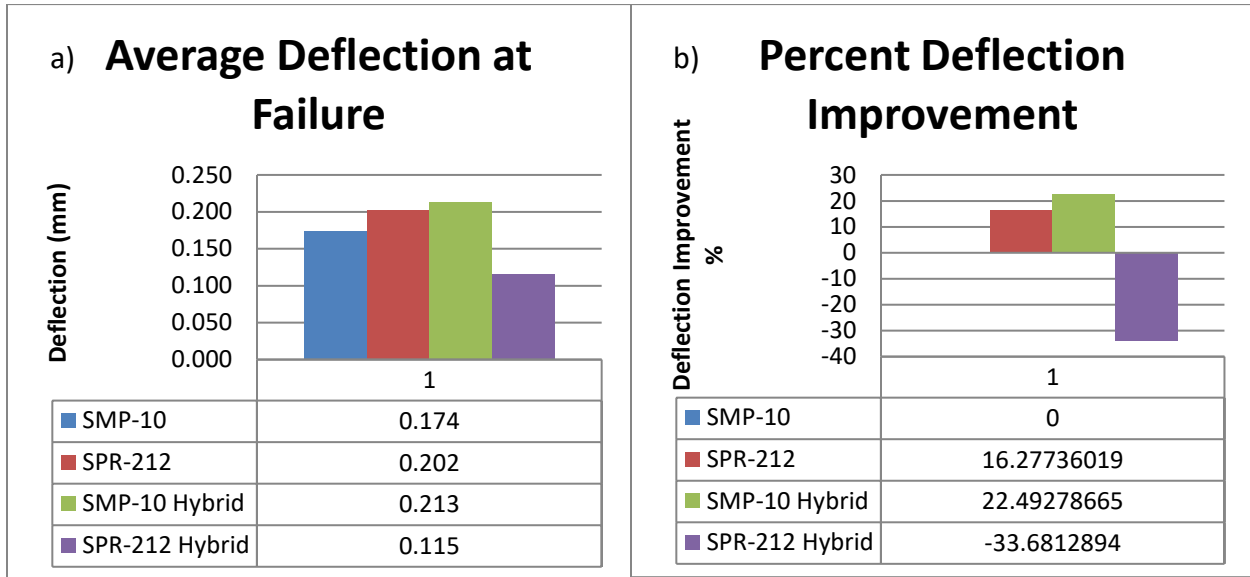 a) Average Deflection at
Failure
Deflection (mm)
0.250
0.200
0.150
0.100
0.050
0.000
1
SMP-10 0.174
SPR-212 0.202
SMP-10 Hybrid 0.213
SPR-212 Hybrid 0.115
b) Percent Deflection
Improvement
Deflection Improvement
%
30
20
10
0
-10
-20
-30
-40
1
SMP-10 0
SPR-212 16.27736019
SMP-10 Hybrid 22.49278665
SPR-212 Hybrid -33.6812894